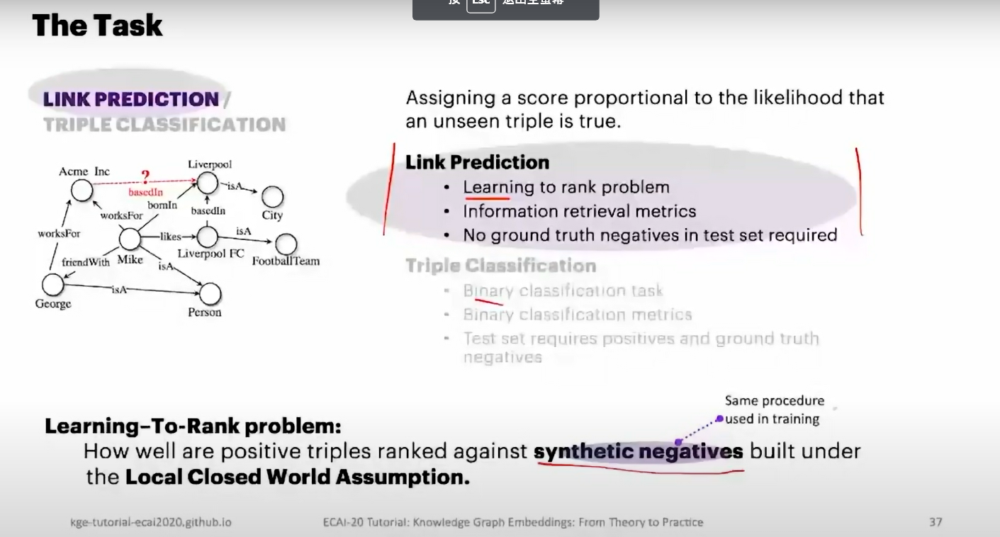 按 Esc 退出全屏幕
The Task
LINK PREDICTION /
TRIPLE CLASSIFICATION
Assigning a score proportional to the likelihood that
an unseen triple is true.
Link Prediction
• Learning to rank problem
• Information retrieval metrics
• No ground truth negatives in test set required
Triple Classification
• Binary classification task
• Binary classification metrics
• Test set requires positives and ground truth
negatives
Acme Inc
?
basedIn
Liverpool
isA
City
bornIn
basedIn
worksFor
worksFor
likes
isA
Liverpool FC
FootballTeam
friendWith
Mike
isA
George
isA
Person
Same procedure
used in training
Learning–To-Rank problem:
How well are positive triples ranked against synthetic negatives built under
the Local Closed World Assumption.
kge-tutorial-ecai2020.github.io
ECAI-20 Tutorial: Knowledge Graph Embeddings: From Theory to Practice
37